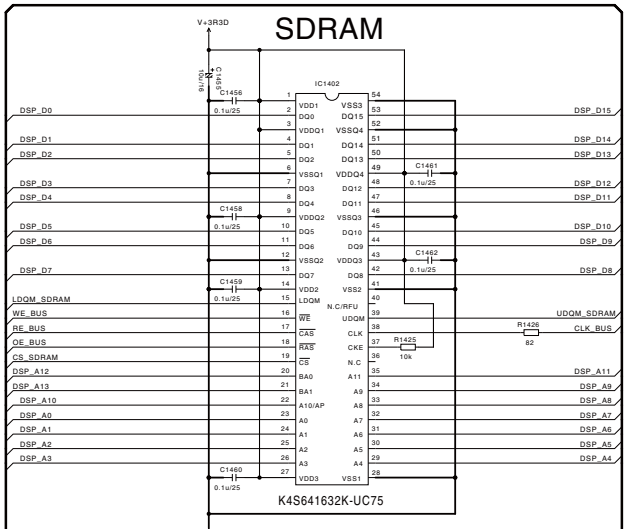 SDRAM
V+3R3D
C1455
10u/16
C1456
0.1u/25
IC1402
1 VDD1 VSS3 54
DSP_D0 2 DQ0 DQ15 53 DSP_D15
3 VDDQ1 VSSQ4 52
DSP_D1 4 DQ1 DQ14 51 DSP_D14
DSP_D2 5 DQ2 DQ13 50 DSP_D13
6 VSSQ1 VDDQ4 49 C1461 0.1u/25
DSP_D3 7 DQ3 DQ12 48 DSP_D12
DSP_D4 8 DQ4 DQ11 47 DSP_D11
C1458 0.1u/25 9 VDDQ2 VSSQ3 46
DSP_D5 10 DQ5 DQ10 45 DSP_D10
DSP_D6 11 DQ6 DQ9 44 DSP_D9
12 VSSQ2 VDDQ3 43 C1462 0.1u/25
DSP_D7 13 DQ7 DQ8 42 DSP_D8
C1459 0.1u/25 14 VDD2 VSS2 41
LDQM_SDRAM 15 LDQM N.C/RFU 40
WE_BUS 16 WE UDQM 39 UDQM_SDRAM
RE_BUS 17 CAS CLK 38 R1426 82 CLK_BUS
OE_BUS 18 RAS CKE 37 R1425 10k
CS_SDRAM 19 CS N.C 36
DSP_A12 20 BA0 A11 35 DSP_A11
DSP_A13 21 BA1 A9 34 DSP_A9
DSP_A10 22 A10/AP A8 33 DSP_A8
DSP_A0 23 A0 A7 32 DSP_A7
DSP_A1 24 A1 A6 31 DSP_A6
DSP_A2 25 A2 A5 30 DSP_A5
DSP_A3 26 A3 A4 29 DSP_A4
C1460 0.1u/25 27 VDD3 VSS1 28
K4S641632K-UC75